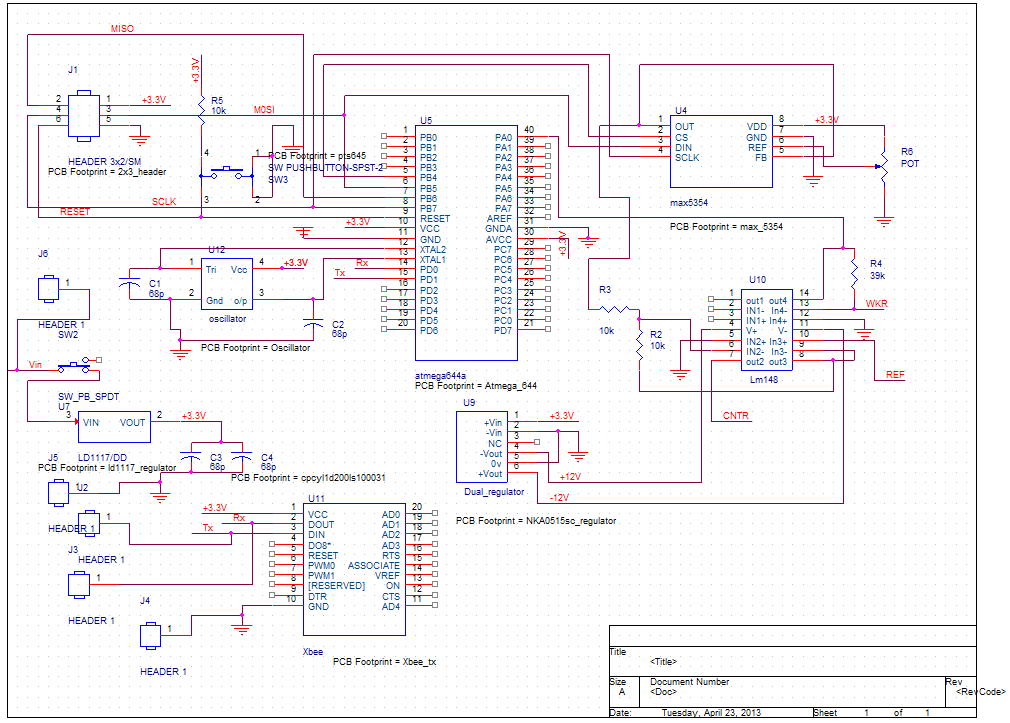 MISO
J1
2 1
4 3
6 5
+3.3V
HEADER 3x2/SM
PCB Footprint = 2x3_header
+3.3V
R5
10k
M0SI
4 1
3 2
PCB Footprint = pts645
SW PUSHBUTTON-SPST-2
SW3
SCLK
RESET
U5
1 PB0 PA0 40
2 PB1 PA1 39
3 PB2 PA2 38
4 PB3 PA3 37
5 PB4 PA4 36
6 PB5 PA5 35
7 PB6 PA6 34
8 PB7 PA7 33
9 RESET AREF 32
10 VCC GNDA 31
11 GND AVCC 30
12 XTAL2 PC7 29
13 XTAL1 PC6 28
14 PD0 PC5 27
15 PD1 PC4 26
16 PD2 PC3 25
17 PD3 PC2 24
18 PD4 PC1 23
19 PD5 PC0 22
20 PD6 PD7 21
+3.3V
+3.3V
Rx
Tx
atmega644a
PCB Footprint = Atmega_644
U4
1 OUT VDD 8
2 CS GND 7
3 DIN REF 6
4 SCLK FB 5
+3.3V
max5354
PCB Footprint = max_5354
R6
POT
J6
1
HEADER 1
U12
1 Tri Vcc 4
2 Gnd o/p 3
+3.3V
oscillator
PCB Footprint = Oscillator
C1
68p
C2
68p
R3
10k
R2
10k
R4
39k
WKR
U10
1 out1 out4 14
2 IN1- In4- 13
3 IN1+ In4+ 12
4 V+ V- 11
5 IN2+ In3+ 10
6 IN2- In3- 9
7 out2 out3 8
Lm148
REF
CNTR
SW2
Vin
SW_PB_SPDT
U7
3 VIN VOUT 2
+3.3V
LD1117/DD
PCB Footprint = ld1117_regulator
C3
68p
C4
68p
PCB Footprint = cpcyl1d200ls100031
U9
+Vin 1
-Vin 2
NC 3
-Vout 4
0v 5
+Vout 6
+3.3V
+12V
-12V
Dual_regulator
PCB Footprint = NKA0515sc_regulator
J5
1
U2
HEADER 1
1
J3
HEADER 1
1
HEADER 1
J4
1
HEADER 1
U11
+3.3V
Rx
Tx
1 VCC AD0 20
2 DOUT AD1 19
3 DIN AD2 18
4 DO8* AD3 17
5 RESET RTS 16
6 PWM0 ASSOCIATE 15
7 PWM1 VREF 14
8 [RESERVED] ON 13
9 DTR CTS 12
10 GND AD4 11
Xbee
PCB Footprint = Xbee_tx
Title
<Title>
Size Document Number Rev
A <Doc> <RevCode>
Date: Tuesday, April 23, 2013 Sheet 1 of 1